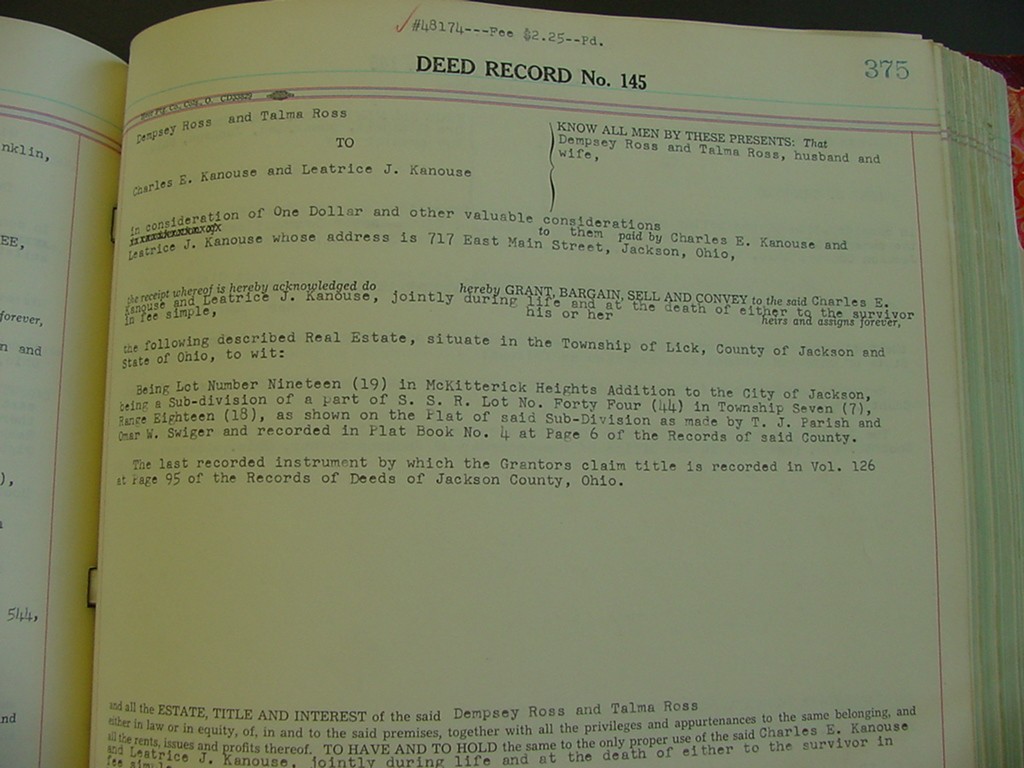 #48174---Fee $2.25--Pd.
DEED RECORD No. 145
375
Dempsey Ross and Talma Ross
TO
Charles E. Kanouse and Leatrice J. Kanouse
KNOW ALL MEN BY THESE PRESENTS: That
Dempsey Ross and Talma Ross, husband and
wife,
in consideration of One Dollar and other valuable considerations
to them paid by Charles E. Kanouse and
Leatrice J. Kanouse whose address is 717 East Main Street, Jackson, Ohio,
the receipt whereof is hereby acknowledged do hereby GRANT, BARGAIN, SELL AND CONVEY to the said Charles E.
Kanouse and Leatrice J. Kanouse, jointly during life and at the death of either to the survivor
in fee simple, his or her heirs and assigns forever,
the following described Real Estate, situate in the Township of Lick, County of Jackson and
State of Ohio, to wit:
Being Lot Number Nineteen (19) in McKitterick Heights Addition to the City of Jackson,
being a Sub-division of a part of S. S. R. Lot No. Forty Four (44) in Township Seven (7),
Range Eighteen (18), as shown on the Plat of said Sub-Division as made by T. J. Parish and
Omar W. Swiger and recorded in Plat Book No. 4 at Page 6 of the Records of said County.
The last recorded instrument by which the Grantors claim title is recorded in Vol. 126
at Page 95 of the Records of Deeds of Jackson County, Ohio.
and all the ESTATE, TITLE AND INTEREST of the said Dempsey Ross and Talma Ross
either in law or in equity, of, in and to the said premises, together with all the privileges and appurtenances to the same belonging, and
all the rents, issues and profits thereof. TO HAVE AND TO HOLD the same to the only proper use of the said Charles E. Kanouse
and Leatrice J. Kanouse, jointly during life and at the death of either to the survivor in
fee simple
nklin,
EE,
forever,
n and
),
544,
nd